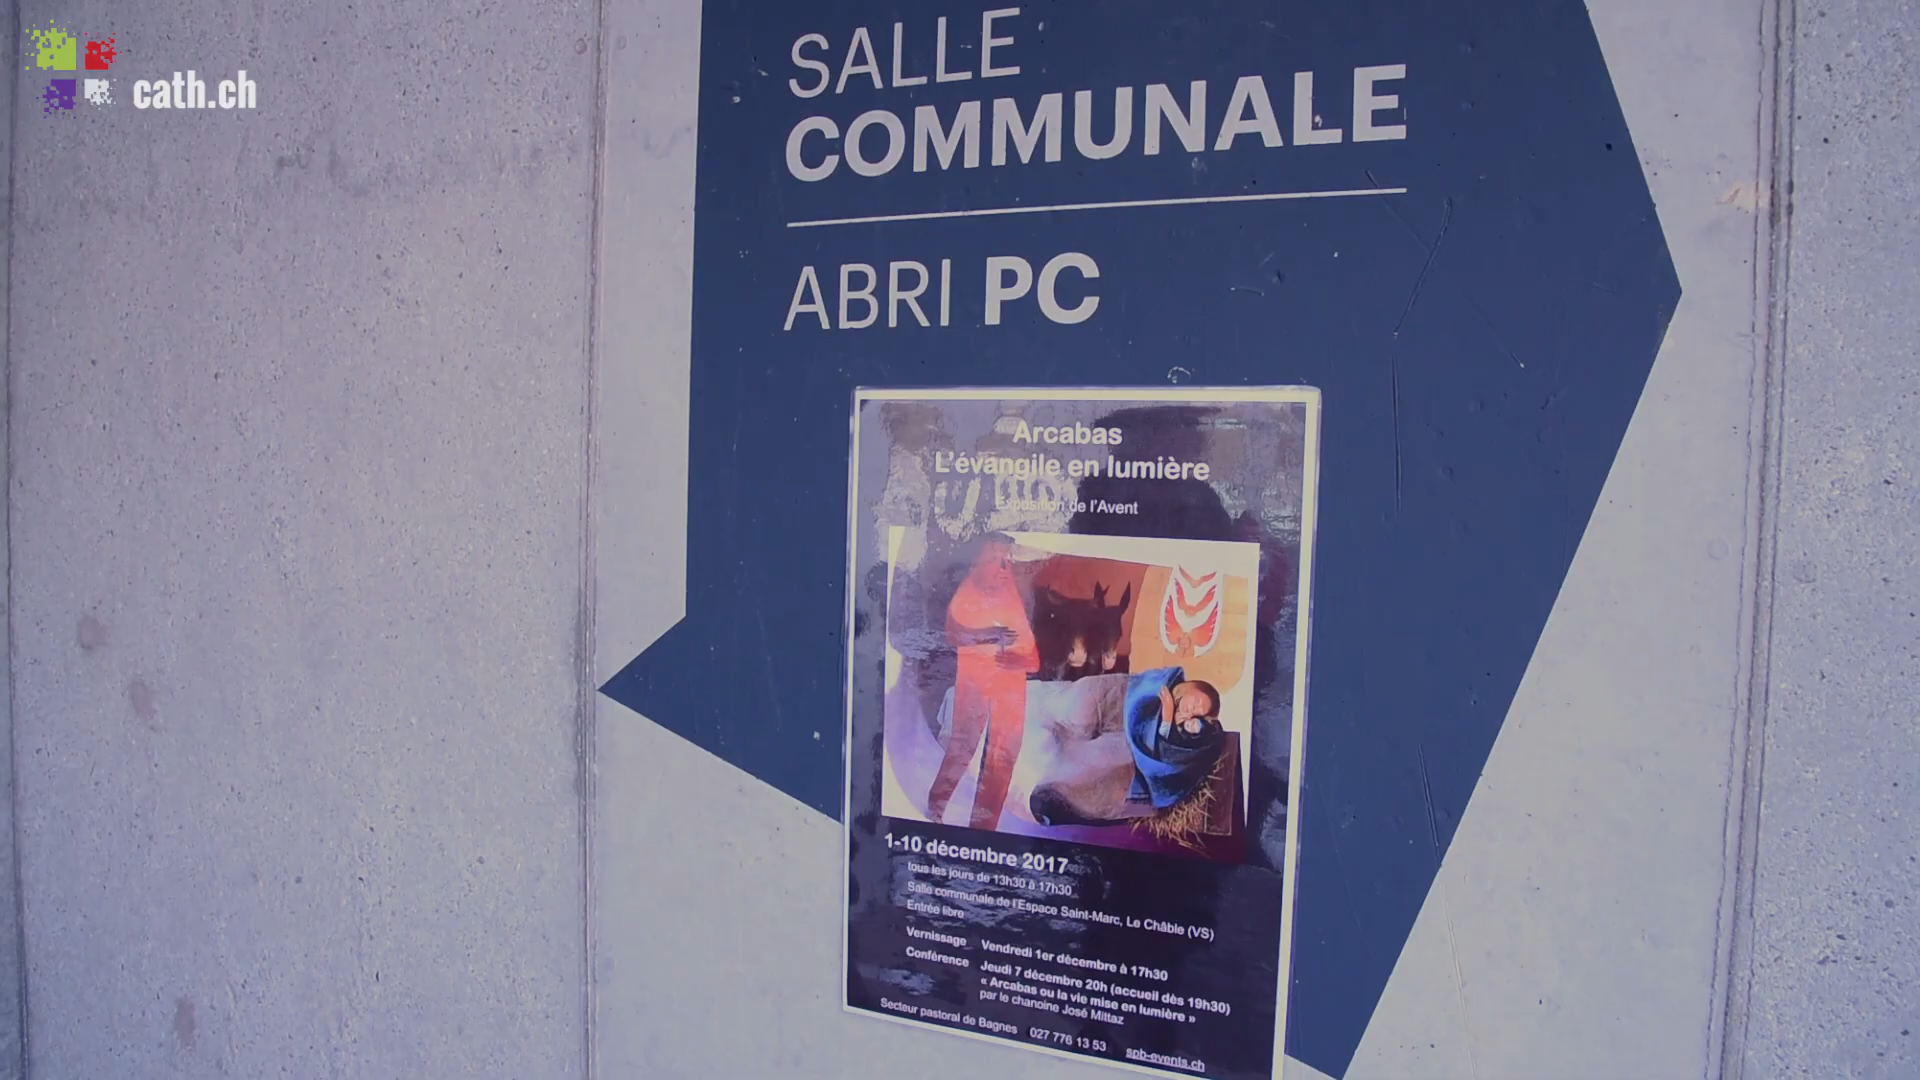 cath.ch
SALLE
COMMUNALE
ABRI PC
Arcabas
L'évangile en lumière
Exposition de l'Avent
1-10 décembre 2017
tous les jours de 13h30 à 17h30
Salle communale de l'Espace Saint-Marc, Le Châble (VS)
Entrée libre
Vernissage Vendredi 1er décembre à 17h30
Conférence Jeudi 7 décembre 20h (accueil dès 19h30)
« Arcabas ou la vie mise en lumière »
par le chanoine José Mittaz
Secteur pastoral de Bagnes 027 776 13 53 spb-events.ch